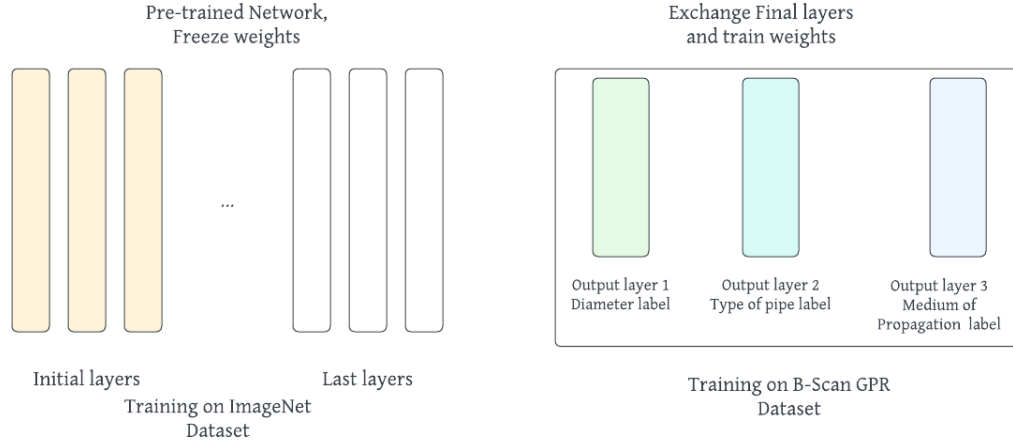 Pre-trained Network,
Freeze weights
...
Initial layers
Last layers
Training on ImageNet
Dataset
Exchange Final layers
and train weights
Output layer 1
Diameter label
Output layer 2
Type of pipe label
Output layer 3
Medium of
Propagation label
Training on B-Scan GPR
Dataset